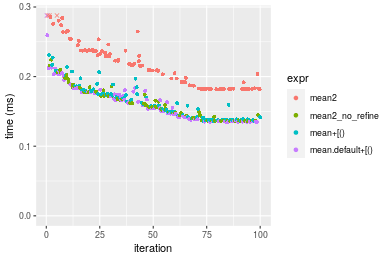 0.3
0.2
0.1
0.0
time (ms)
0
25
50
75
100
iteration
expr
mean2
mean2_no_refine
mean+[()
mean.default+[()